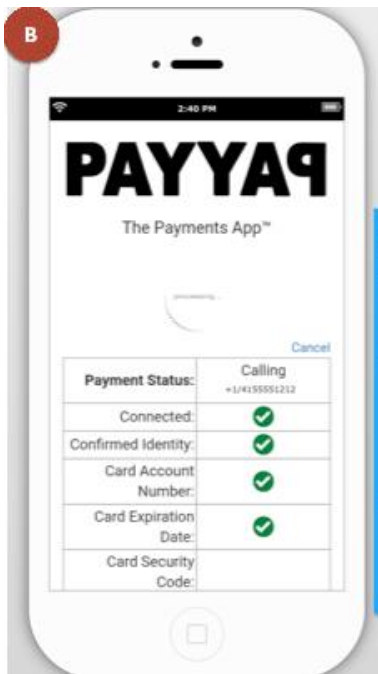 B
2:40 PM
PAYYAP
The Payments App™
processing...
Cancel
Payment Status:
Calling
+1/4155551212
Connected:
Confirmed Identity:
Card Account
Number:
Card Expiration
Date:
Card Security
Code: